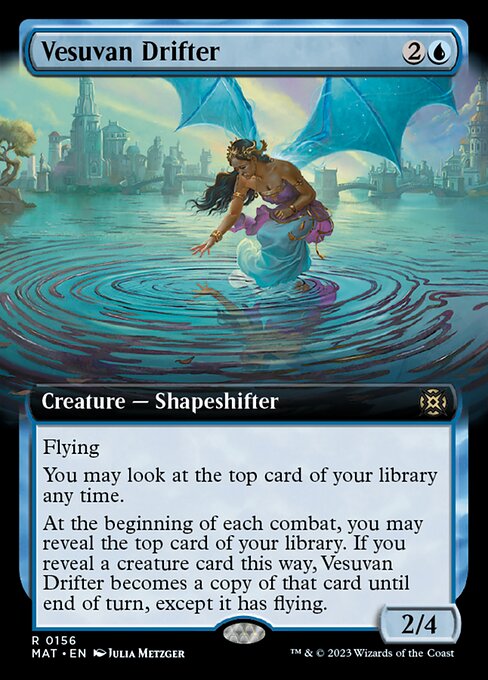 Vesuvan Drifter 2
Creature — Shapeshifter
Flying
You may look at the top card of your library
any time.
At the beginning of each combat, you may
reveal the top card of your library. If you
reveal a creature card this way, Vesuvan
Drifter becomes a copy of that card until
end of turn, except it has flying.
2/4
R 0156
MAT • EN Julia Metzger
™ & © 2023 Wizards of the Coast